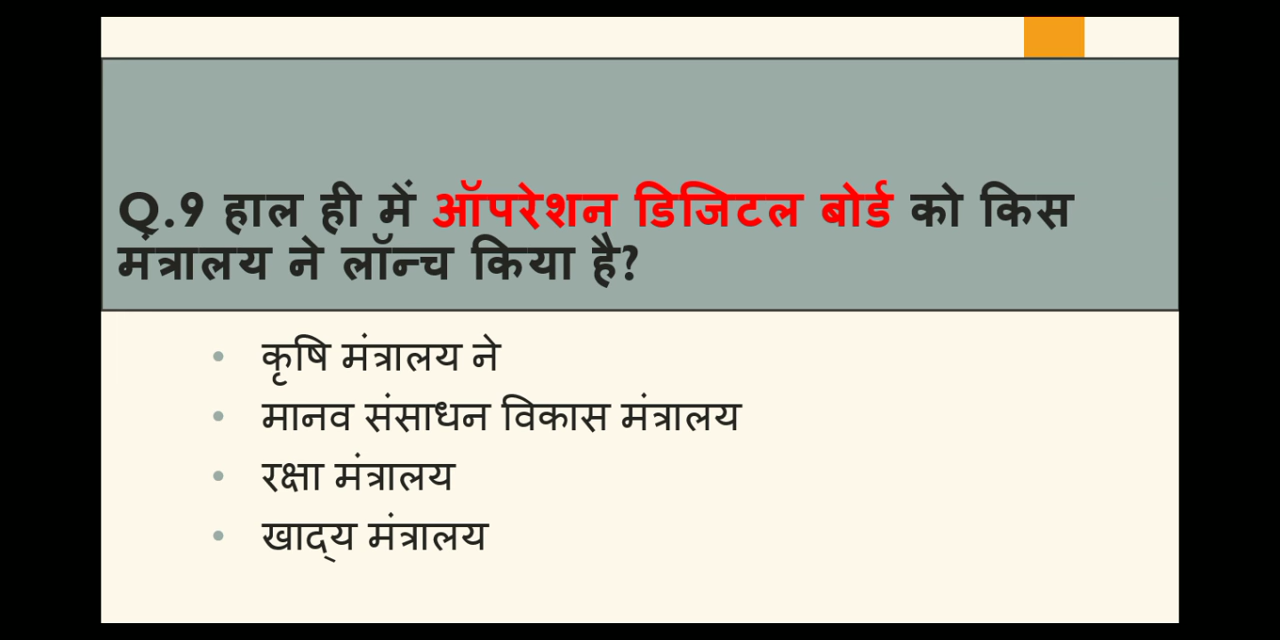 Q.9 हाल ही में ऑपरेशन डिजिटल बोर्ड को किस
मंत्रालय ने लॉन्च किया है?
• कृषि मंत्रालय ने
• मानव संसाधन विकास मंत्रालय
• रक्षा मंत्रालय
• खाद्य मंत्रालय